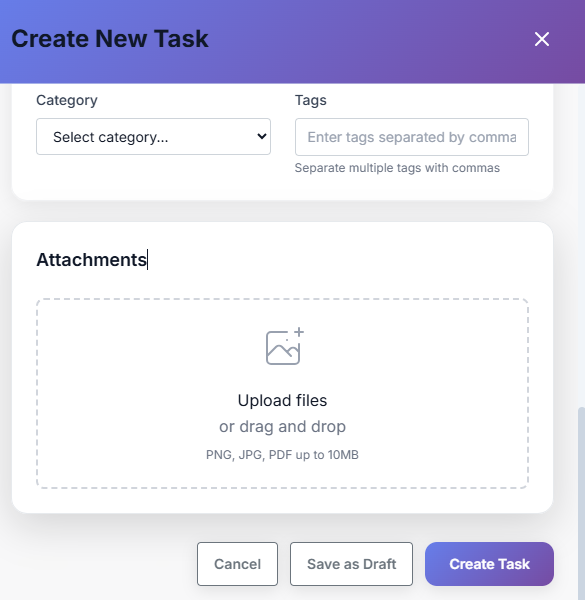 Create New Task
Category
Tags
Select category...
Enter tags separated by comma
Separate multiple tags with commas
Attachments
Upload files
or drag and drop
PNG, JPG, PDF up to 10MB
Cancel
Save as Draft
Create Task